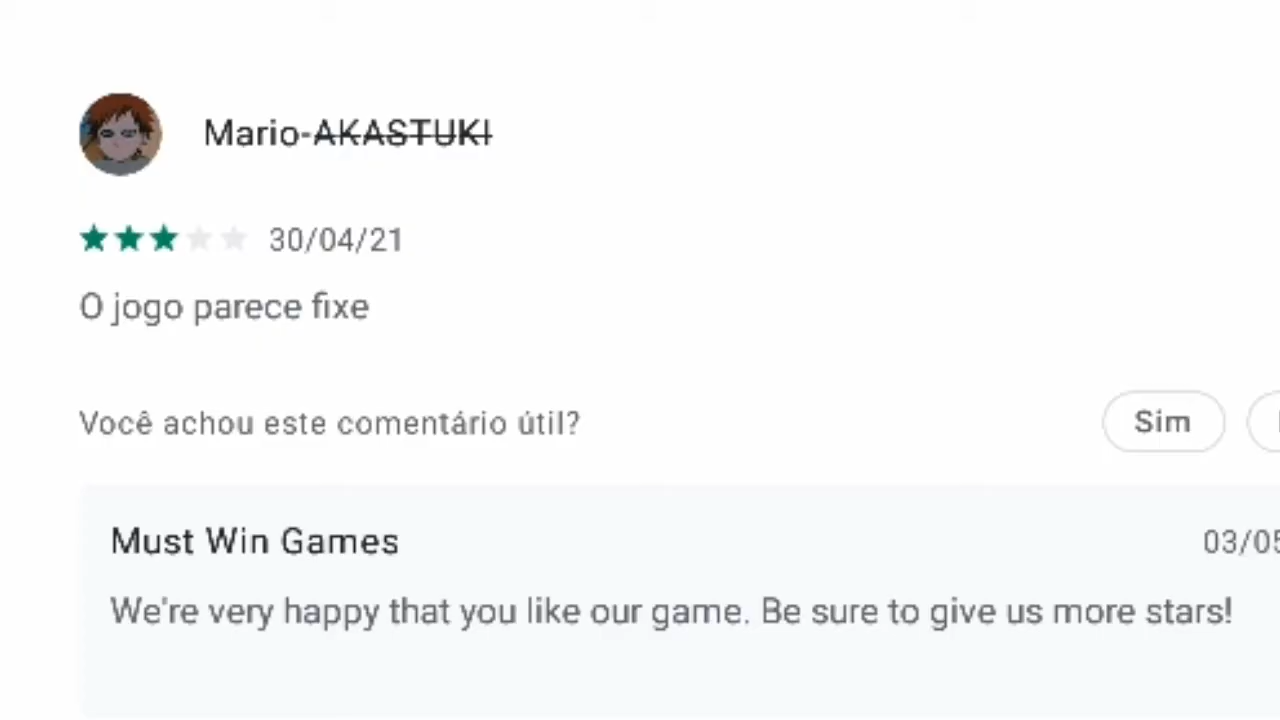 Mario-AKASTUKI
30/04/21
O jogo parece fixe
Você achou este comentário útil?
Sim
Must Win Games
03/05
We're very happy that you like our game. Be sure to give us more stars!